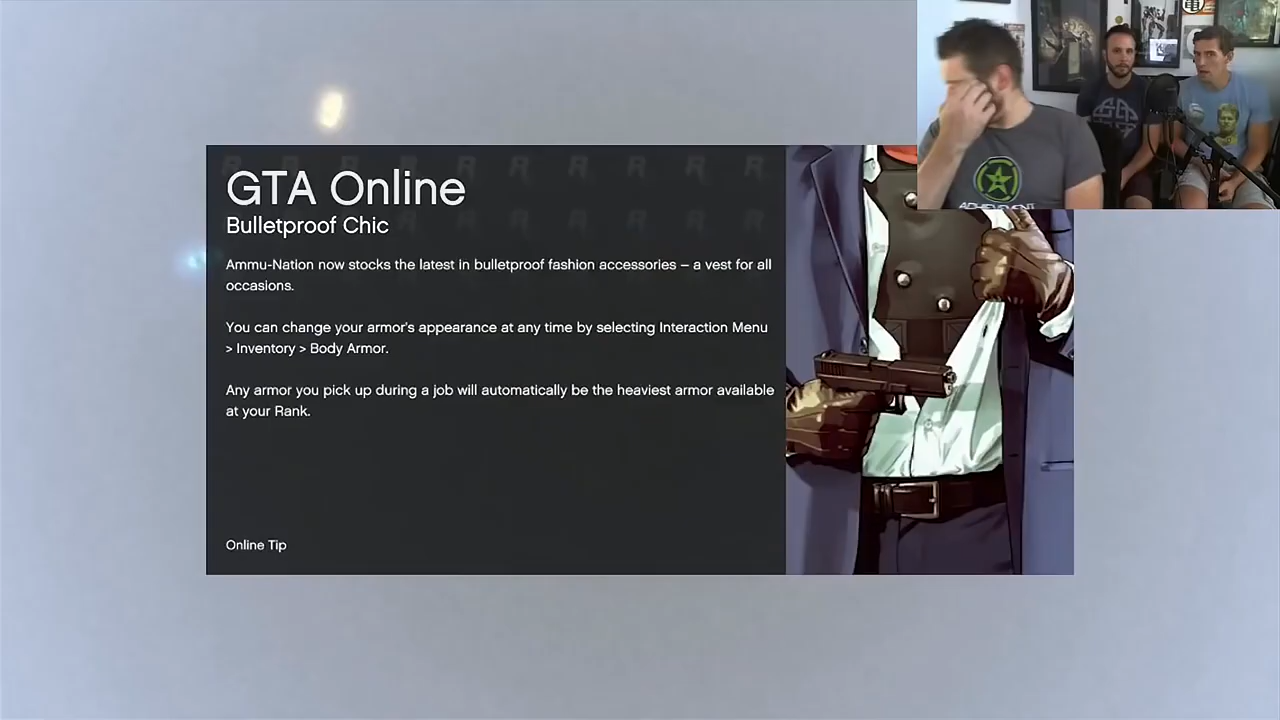 GTA Online
Bulletproof Chic
Ammu-Nation now stocks the latest in bulletproof fashion accessories – a vest for all
occasions.
You can change your armor's appearance at any time by selecting Interaction Menu
> Inventory > Body Armor.
Any armor you pick up during a job will automatically be the heaviest armor available
at your Rank.
Online Tip
ACHIEVEMENT